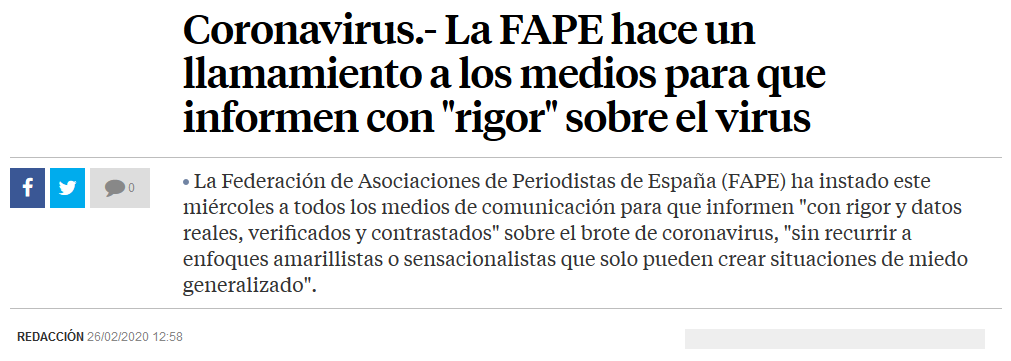 Coronavirus.- La FAPE hace un
llamamiento a los medios para que
informen con "rigor" sobre el virus
0
• La Federación de Asociaciones de Periodistas de España (FAPE) ha instado este
miércoles a todos los medios de comunicación para que informen "con rigor y datos
reales, verificados y contrastados" sobre el brote de coronavirus, "sin recurrir a
enfoques amarillistas o sensacionalistas que solo pueden crear situaciones de miedo
generalizado".
REDACCIÓN 26/02/2020 12:58